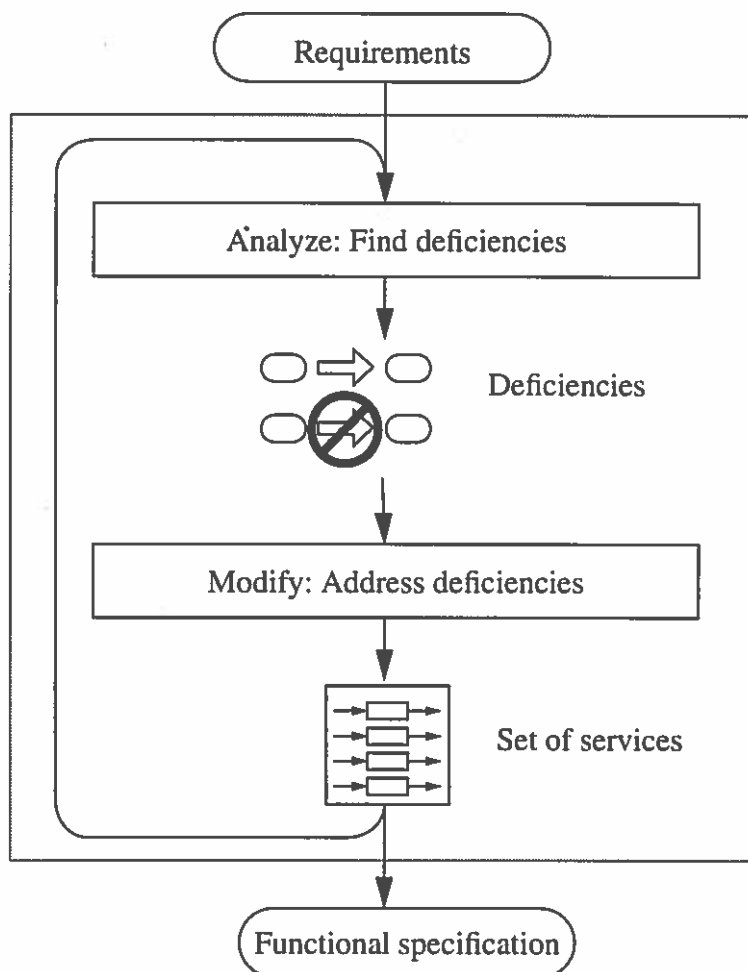 Requirements
Analyze: Find deficiencies
Deficiencies
Modify: Address deficiencies
Set of services
Functional specification